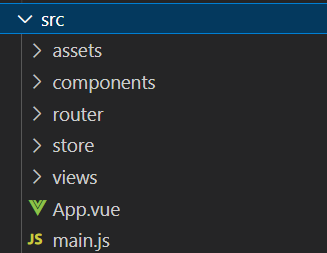 src
assets
components
router
store
views
App.vue
JS main.js